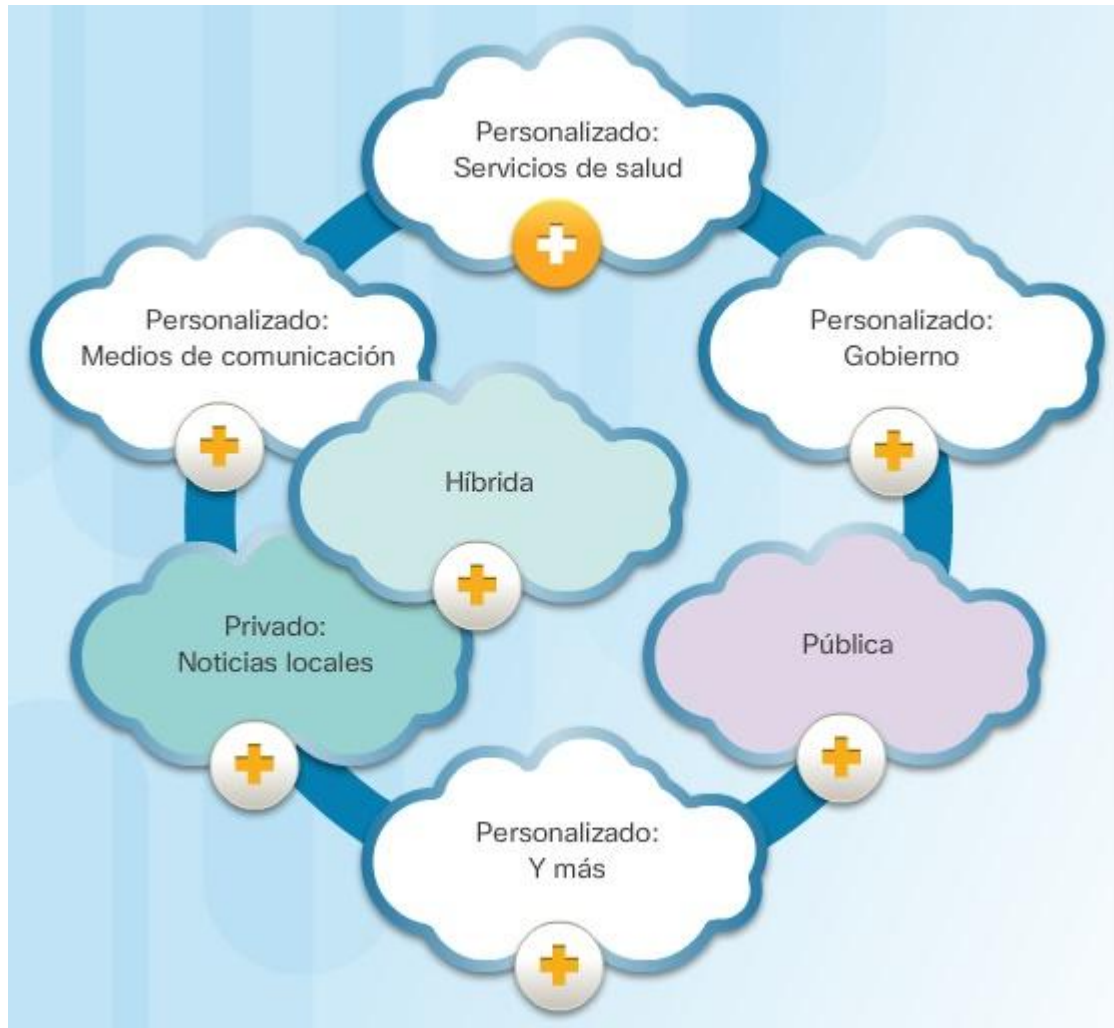 Personalizado:
Servicios de salud
Personalizado:
Medios de comunicación
Personalizado:
Gobierno
Híbrida
Privado:
Noticias locales
Pública
Personalizado:
Y más